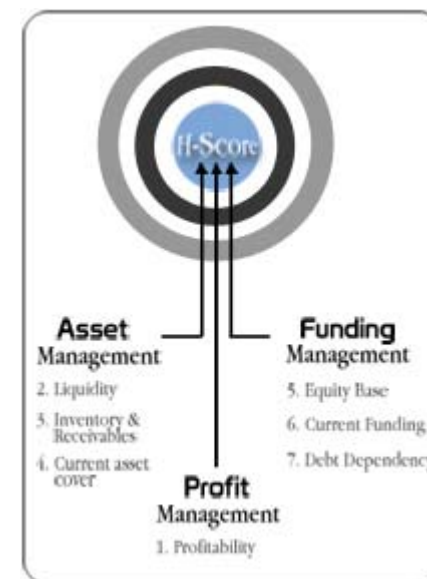 H-Score
Asset
Management
2. Liquidity
3. Inventory &
Receivables
4. Current asset
cover
Funding
Management
5. Equity Base
6. Current Funding
7. Debt Dependency
Profit
Management
1. Profitability